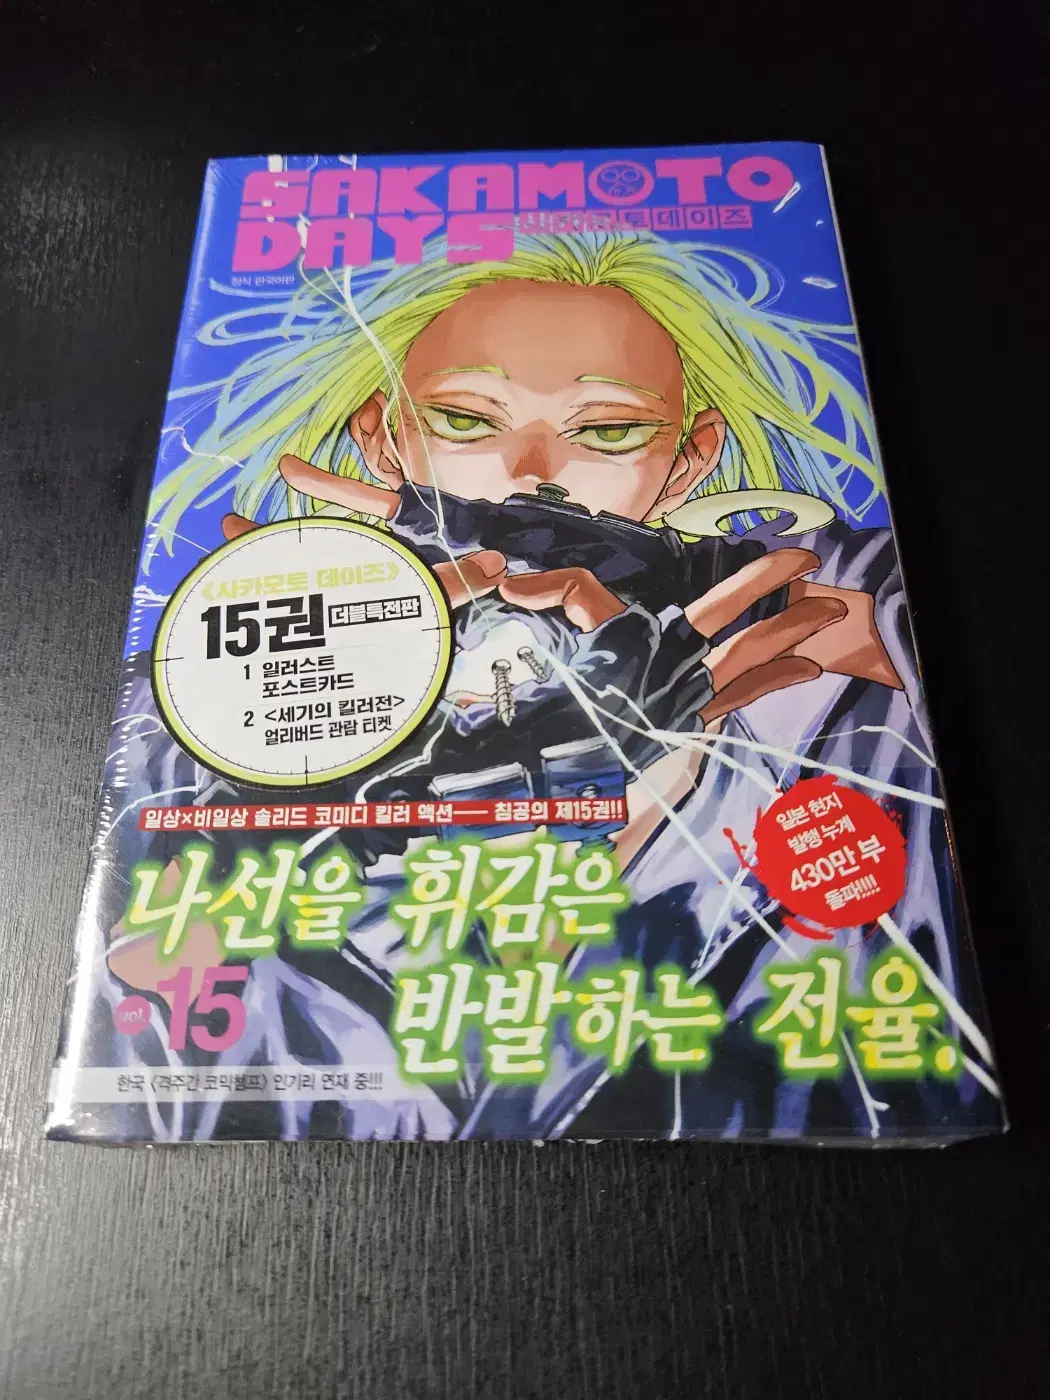 SAKAMOTO
DAYS 사카모토 데이즈
정식 한국어판
《사카모토 데이즈》
15권 더블특전판
1 일러스트
포스트카드
2 <세기의 킬러전>
얼리버드 관람 티켓
일상×비일상 솔리드 코미디 킬러 액션── 침공의 제15권!!
일본 현지
발행 누계
430만 부
돌파!!!!
나선을 휘감은
반발하는 전율.
vol. 15
한국 <격주간 코믹챔프> 인기리 연재 중!!!